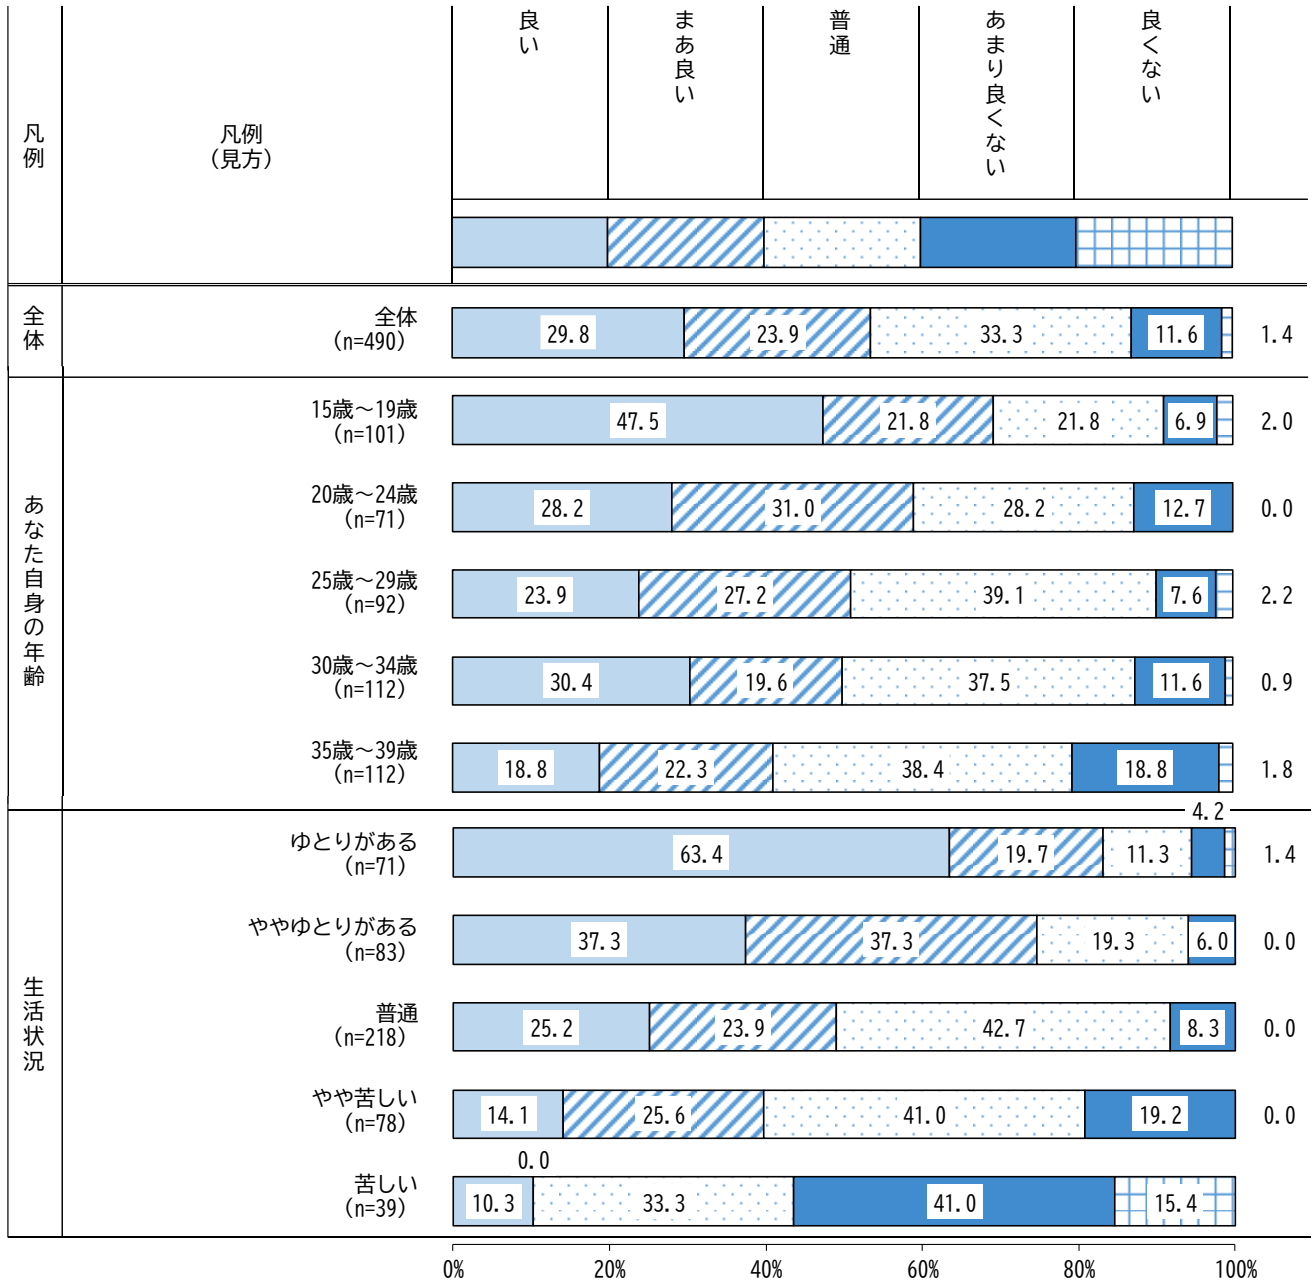 良い
まあ良い
普通
あまり良くない
良くない
凡例
凡例
（見方）
全体
全体
(n=490)
29.8
23.9
33.3
11.6
1.4
あなた自身の年齢
15歳～19歳
(n=101)
47.5
21.8
21.8
6.9
2.0
20歳～24歳
(n=71)
28.2
31.0
28.2
12.7
0.0
25歳～29歳
(n=92)
23.9
27.2
39.1
7.6
2.2
30歳～34歳
(n=112)
30.4
19.6
37.5
11.6
0.9
35歳～39歳
(n=112)
18.8
22.3
38.4
18.8
1.8
生活状況
ゆとりがある
(n=71)
63.4
19.7
11.3
4.2
1.4
ややゆとりがある
(n=83)
37.3
37.3
19.3
6.0
0.0
普通
(n=218)
25.2
23.9
42.7
8.3
0.0
やや苦しい
(n=78)
14.1
25.6
41.0
19.2
0.0
苦しい
(n=39)
10.3
0.0
33.3
41.0
15.4
0%
20%
40%
60%
80%
100%